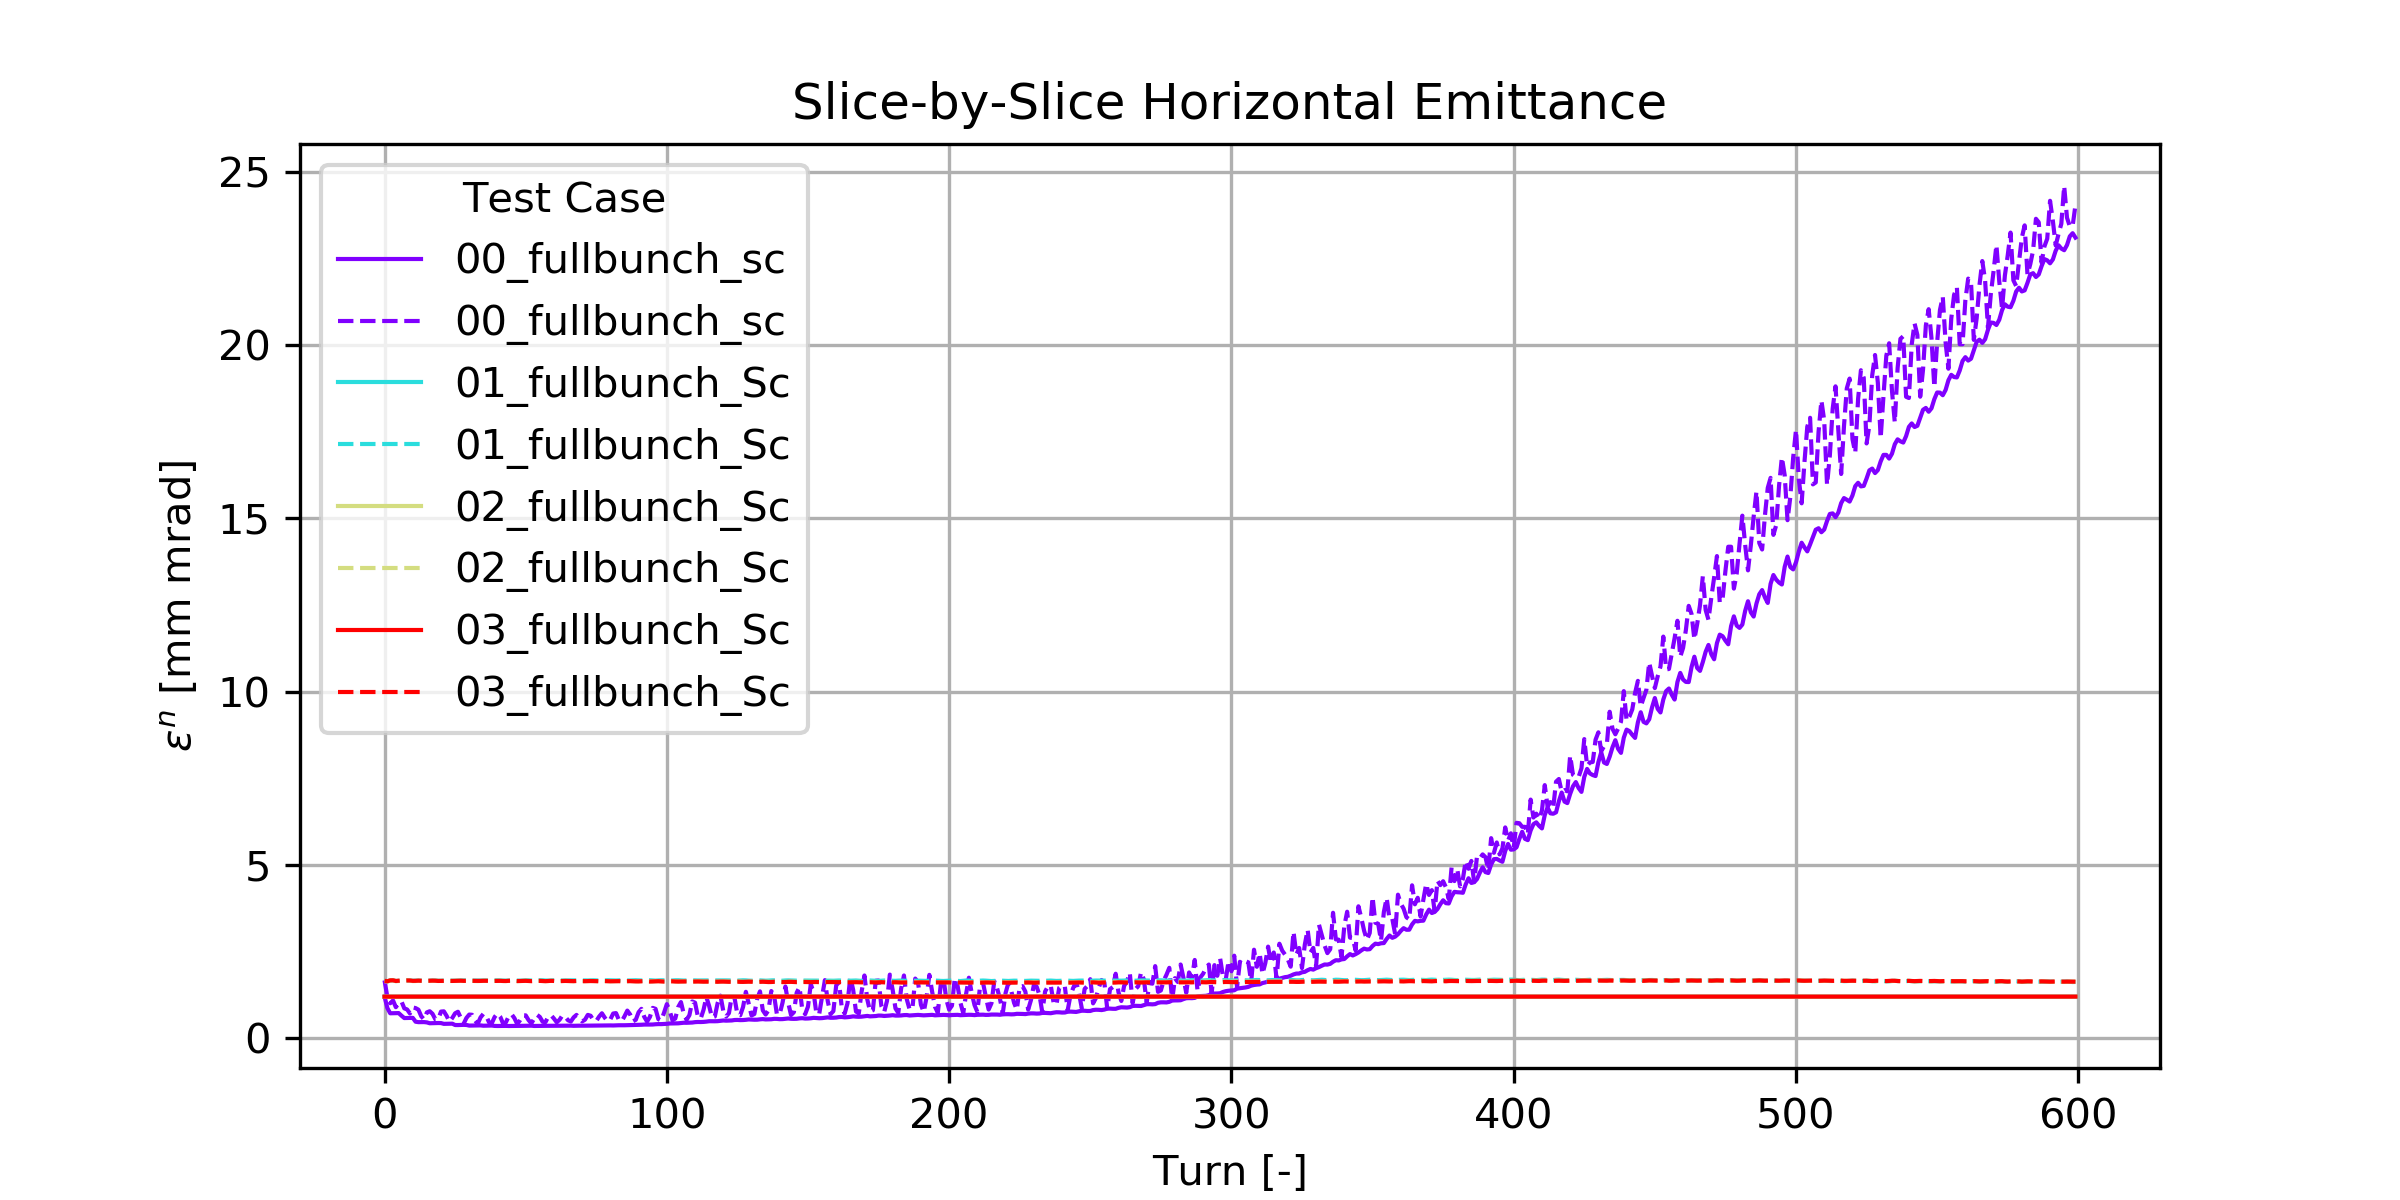 Slice-by-Slice Horizontal Emittance
εⁿ [mm mrad]
25
20
15
10
5
0
Test Case
00_fullbunch_sc
00_fullbunch_sc
01_fullbunch_Sc
01_fullbunch_Sc
02_fullbunch_Sc
02_fullbunch_Sc
03_fullbunch_Sc
03_fullbunch_Sc
0 100 200 300 400 500 600
Turn [-]